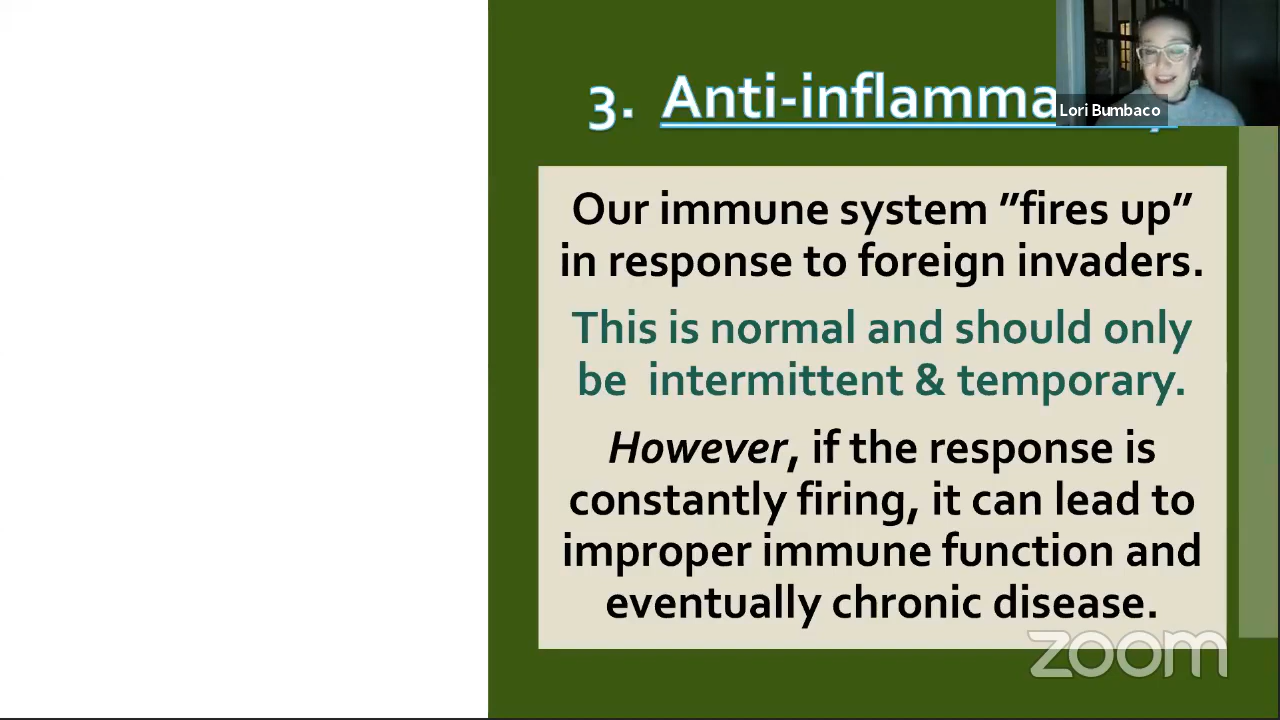 3. Anti-inflamma
Lori Bumbaco
Our immune system ”fires up”
in response to foreign invaders.
This is normal and should only
be intermittent & temporary.
However, if the response is
constantly firing, it can lead to
improper immune function and
eventually chronic disease.
zoom